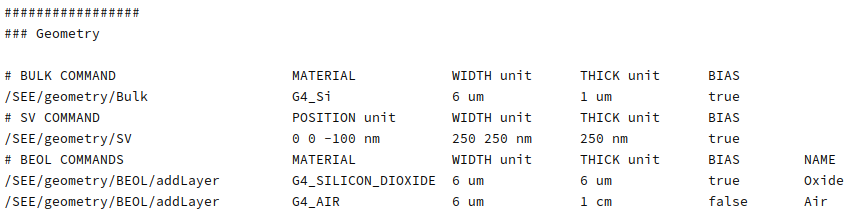 #################
### Geometry
# BULK COMMAND MATERIAL WIDTH unit THICK unit BIAS
/SEE/geometry/Bulk G4_Si 6 um 1 um true
# SV COMMAND POSITION unit WIDTH unit THICK unit BIAS
/SEE/geometry/SV 0 0 -100 nm 250 250 nm 250 nm true
# BEOL COMMANDS MATERIAL WIDTH unit THICK unit BIAS NAME
/SEE/geometry/BEOL/addLayer G4_SILICON_DIOXIDE 6 um 6 um true Oxide
/SEE/geometry/BEOL/addLayer G4_AIR 6 um 1 cm false Air